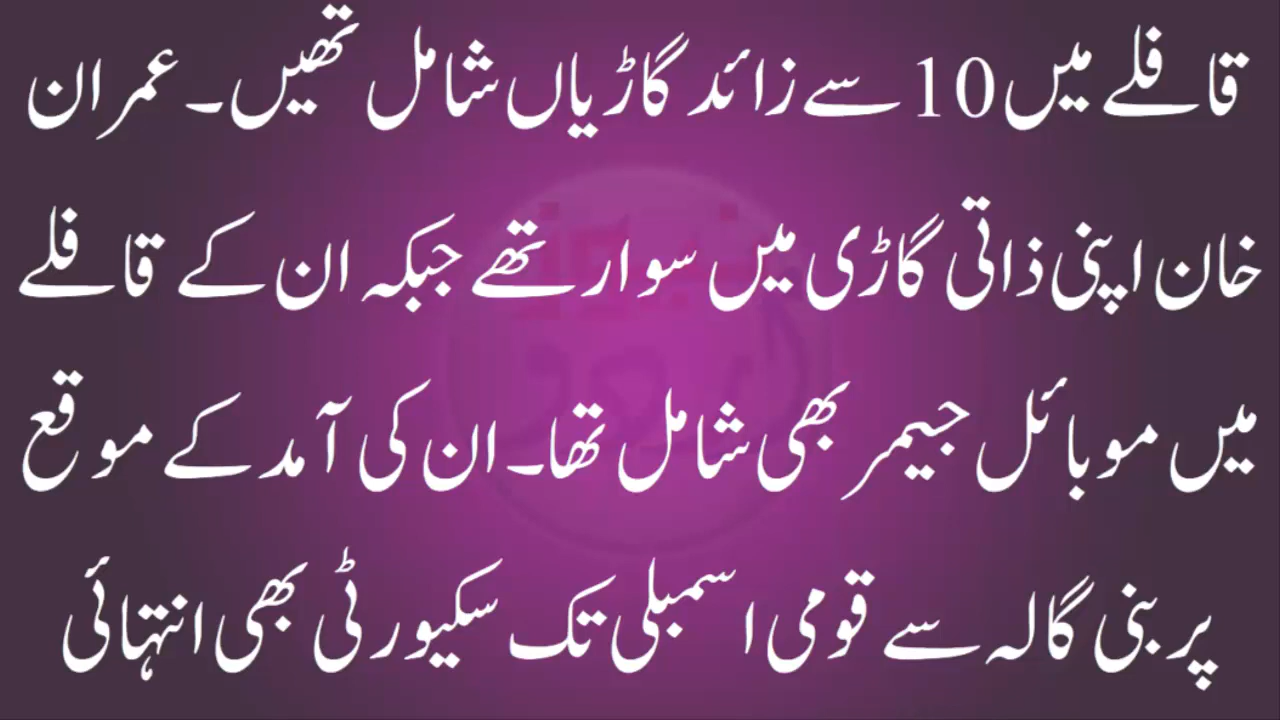 قافلے میں 10 سے زائد گاڑیاں شامل تھیں۔ عمران
خان اپنی ذاتی گاڑی میں سوار تھے جبکہ ان کے قافلے
میں موبائل جیمر بھی شامل تھا۔ ان کی آمد کے موقع
پر بنی گالہ سے قومی اسمبلی تک سکیورٹی بھی انتہائی